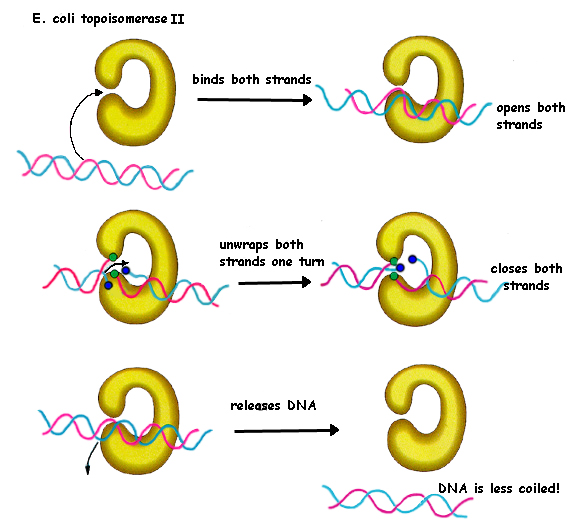 E. coli topoisomerase II
binds both strands
opens both
strands
unwraps both
strands one turn
closes both
strands
releases DNA
DNA is less coiled!